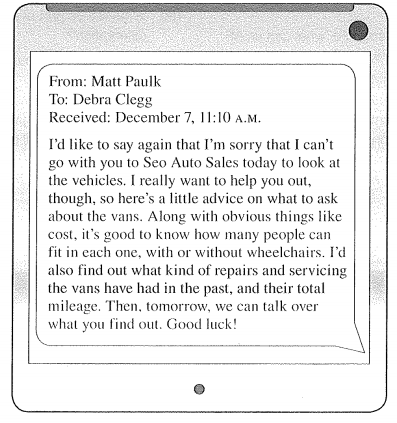 From: Matt Paulk
To: Debra Clegg
Received: December 7, 11:10 A.M.
I'd like to say again that I'm sorry that I can't
go with you to Seo Auto Sales today to look at
the vehicles. I really want to help you out,
though, so here's a little advice on what to ask
about the vans. Along with obvious things like
cost, it's good to know how many people can
fit in each one, with or without wheelchairs. I'd
also find out what kind of repairs and servicing
the vans have had in the past, and their total
mileage. Then, tomorrow, we can talk over
what you find out. Good luck!